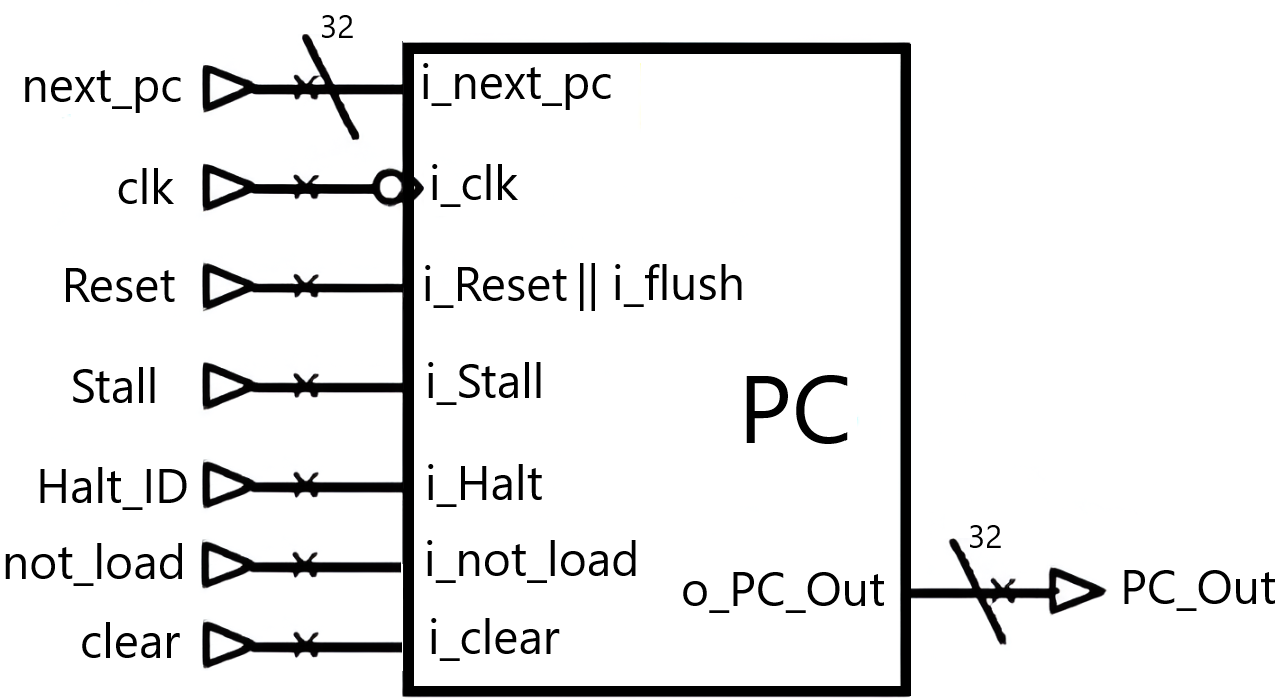 32
next_pc
i_next_pc
clk
i_clk
Reset
i_Reset || i_flush
Stall
i_Stall
PC
Halt_ID
i_Halt
not_load
i_not_load
32
o_PC_Out
PC_Out
clear
i_clear